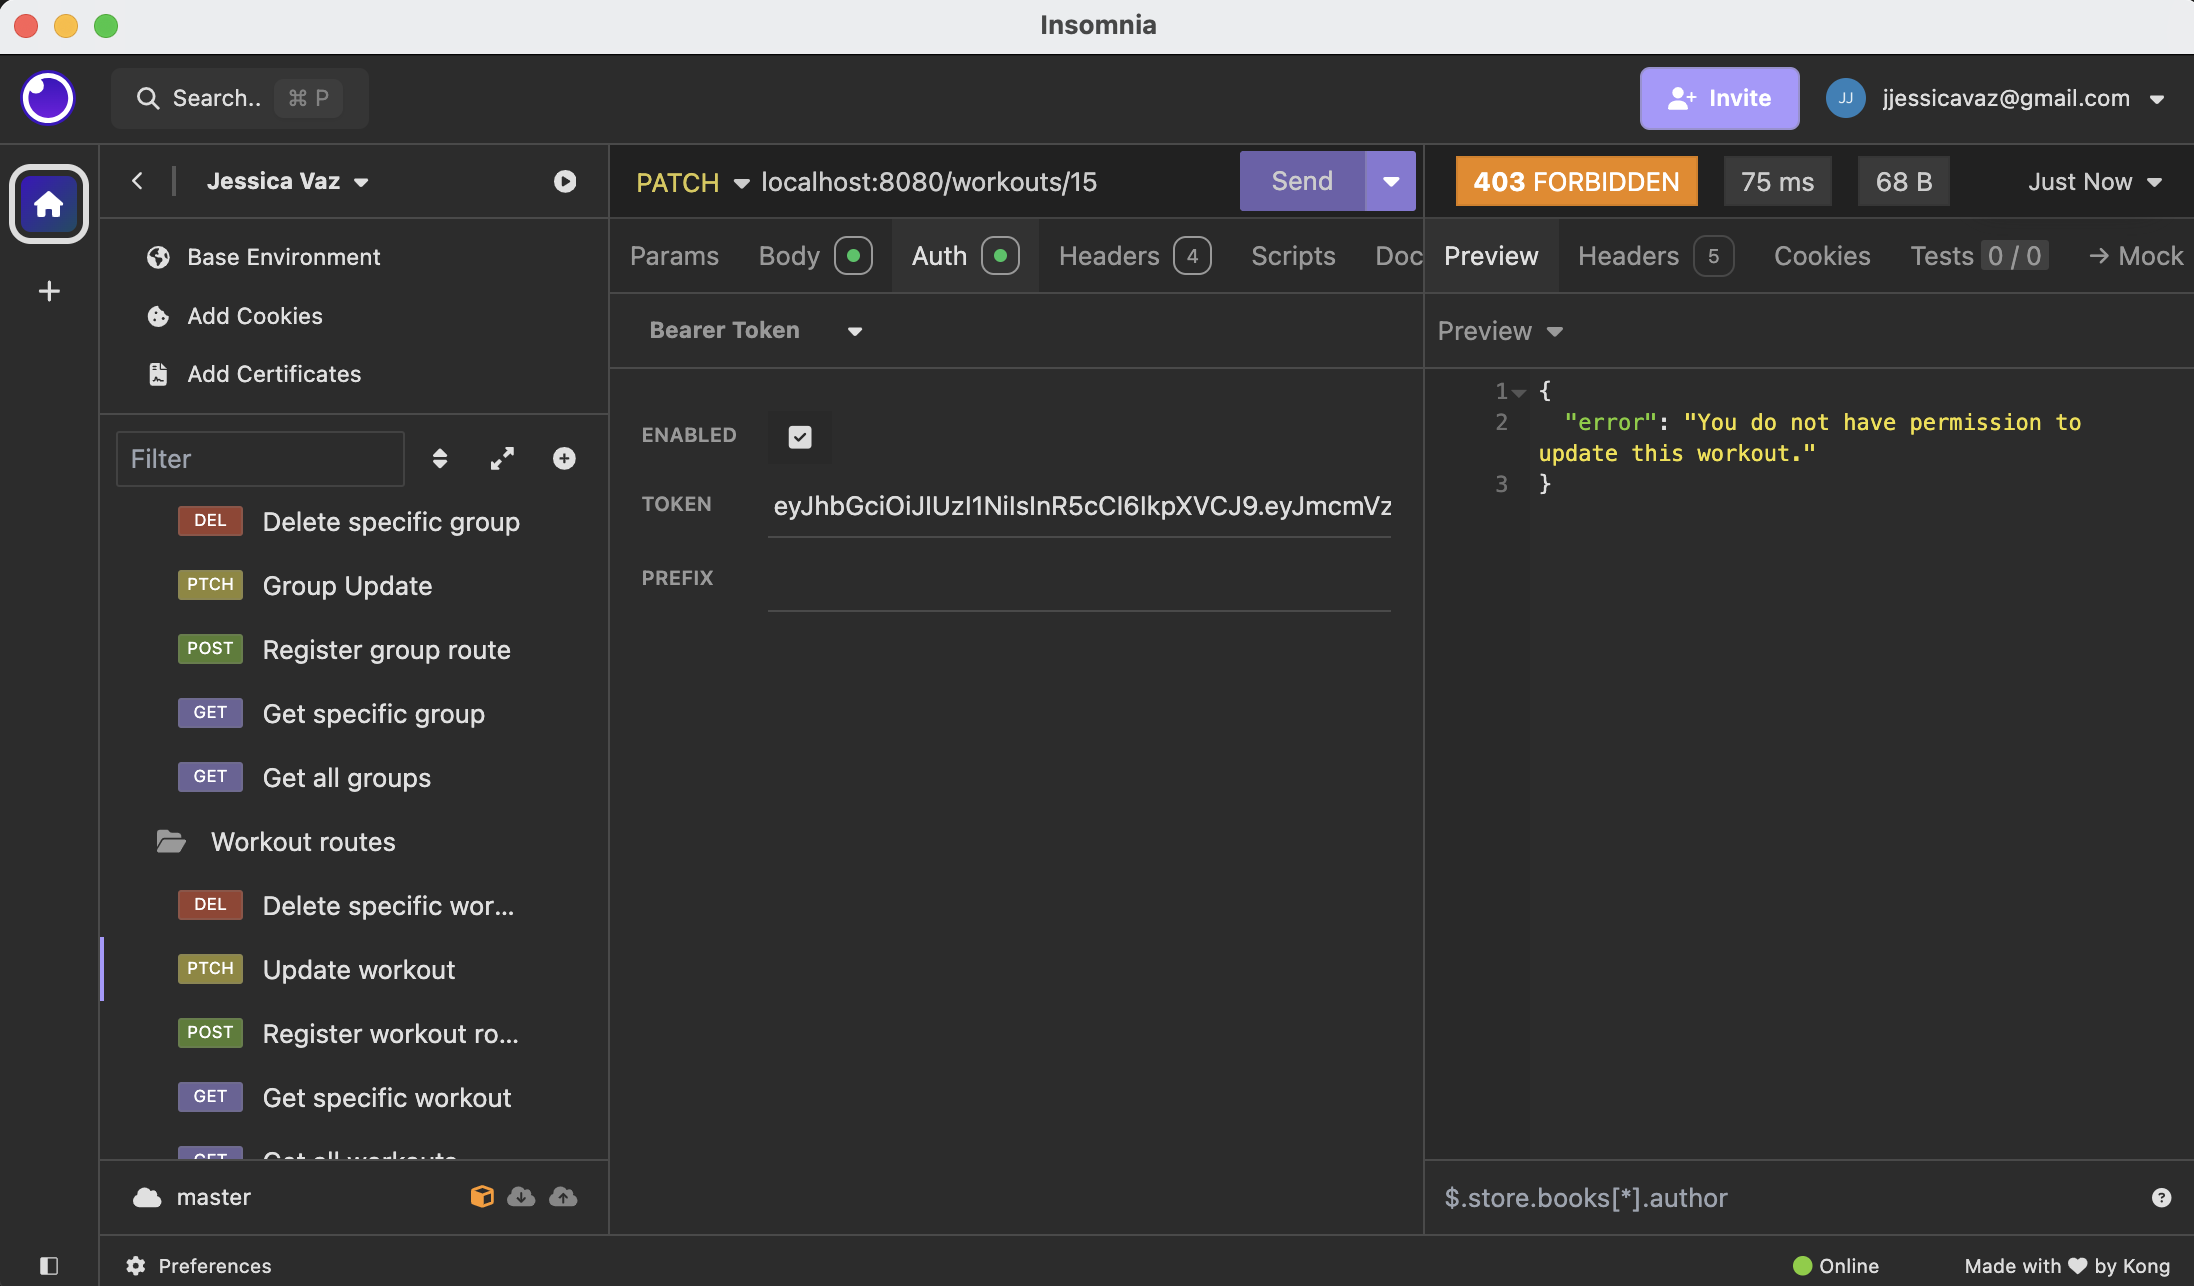 Insomnia
Search.. ⌘ P
Invite
JJ jjessicavaz@gmail.com
Jessica Vaz
Base Environment
Add Cookies
Add Certificates
Filter
DEL Delete specific group
PTCH Group Update
POST Register group route
GET Get specific group
GET Get all groups
Workout routes
DEL Delete specific wor...
PTCH Update workout
POST Register workout ro...
GET Get specific workout
GET Get all workouts
master
PATCH localhost:8080/workouts/15
Send
Params Body Auth Headers 4 Scripts Doc
Bearer Token
ENABLED
TOKEN eyJhbGciOiJIUzI1NiIsInR5cCI6IkpXVCJ9.eyJmcmVz
PREFIX
403 FORBIDDEN 75 ms 68 B Just Now
Preview Headers 5 Cookies Tests 0 / 0 → Mock
Preview
1 {
2 "error": "You do not have permission to
update this workout."
3 }
$.store.books[*].author
?
Preferences
Online
Made with ♥ by Kong